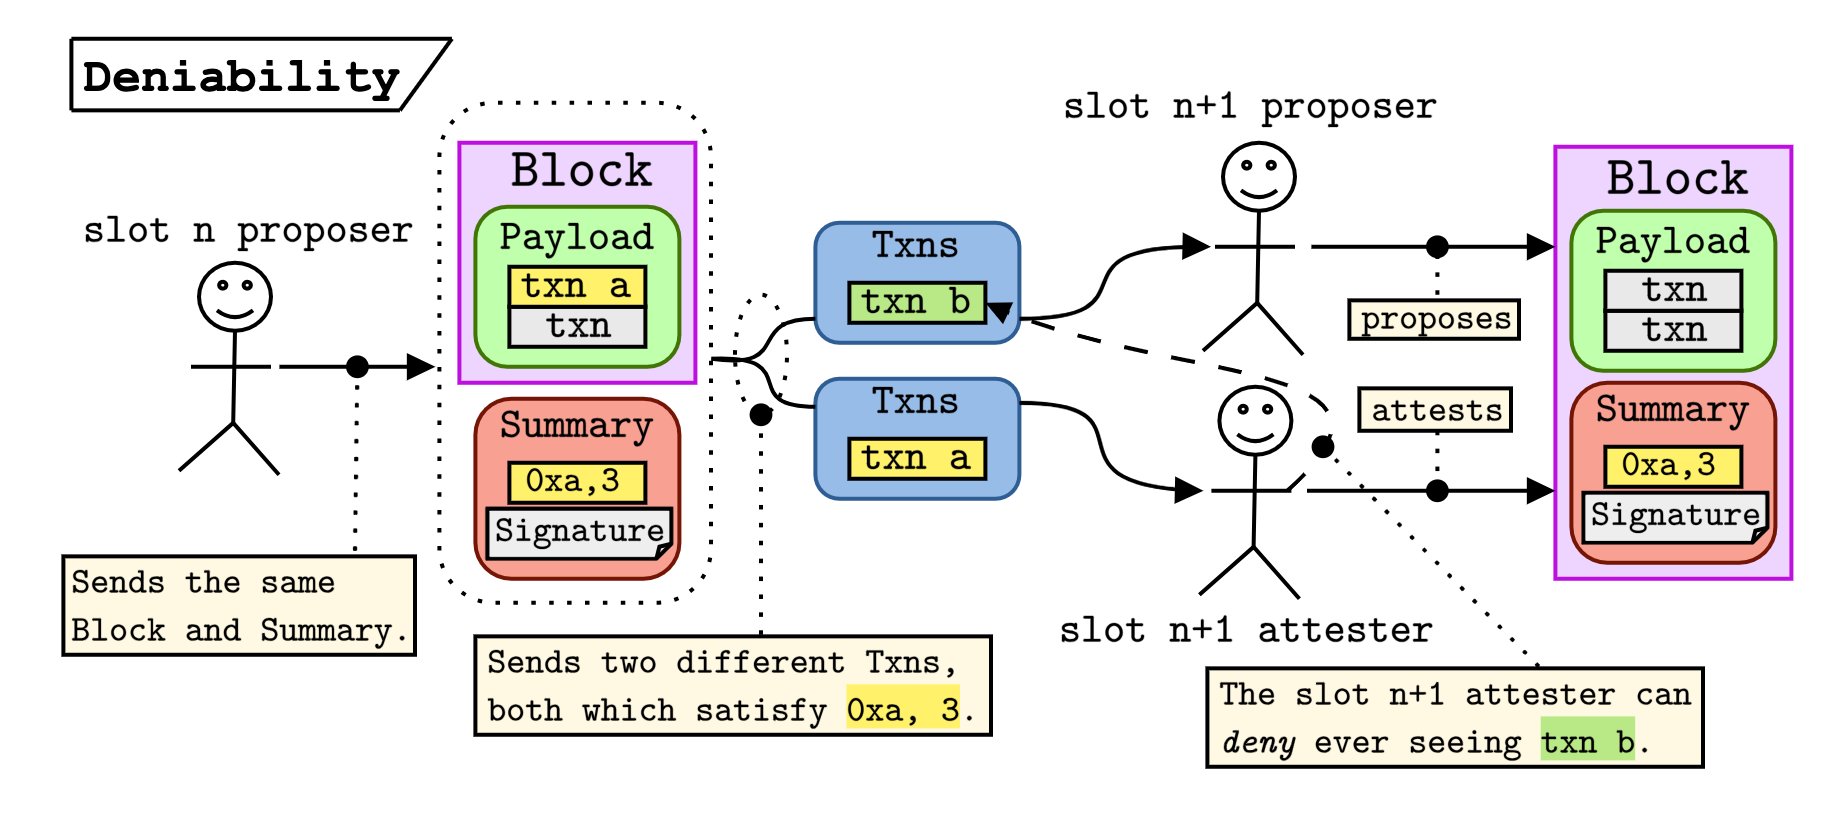 Deniability
slot n proposer
Sends the same
Block and Summary.
Block
Payload
txn a
txn
Summary
0xa,3
Signature
Sends two different Txns,
both which satisfy 0xa, 3.
Txns
txn b
Txns
txn a
slot n+1 proposer
proposes
attests
slot n+1 attester
The slot n+1 attester can
deny ever seeing txn b.
Block
Payload
txn
txn
Summary
0xa,3
Signature